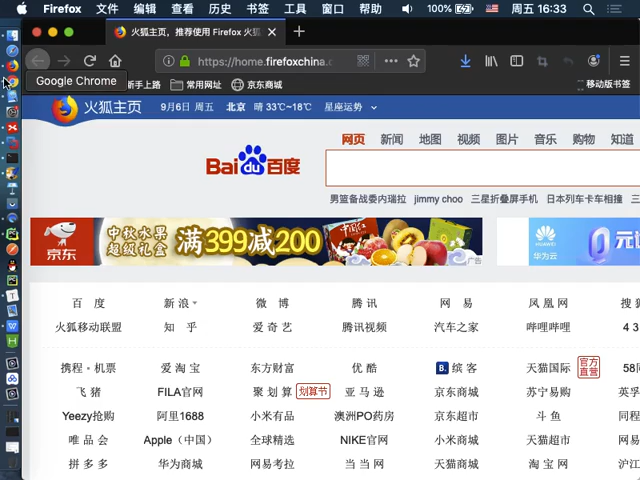 Firefox 文件 编辑 查看 历史 书签 工具 窗口 帮助 100% 周五 16:33
火狐主页，推荐使用 Firefox 火狐
https://home.firefoxchina.c
Google Chrome 新手上路 常用网址 京东商城 移动版书签
火狐主页 9月6日 周五 北京 晴 33℃~18℃ 星座运势
网页 新闻 地图 视频 图片 音乐 购物 知道
Bai du 百度
男篮备战委内瑞拉 jimmy choo 三星折叠屏手机 日本列车卡车相撞
京东 中秋水果 超级礼盒 满399减200 广告
HUAWEI 华为云 0元试
百 度 新浪 微 博 腾 讯 网 易 凤凰网 搜
火狐移动联盟 知 乎 爱奇艺 腾讯视频 汽车之家 哔哩哔哩 43
携程•机票 爱淘宝 东方财富 优 酷 B. 缤客 天猫国际 官方直营 58同
飞 猪 FILA官网 聚划算 划算节 亚马逊 京东商城 苏宁易购 英孚
Yeezy抢购 阿里1688 小米有品 澳洲PO药房 京东超市 斗 鱼 同程
唯品会 Apple（中国） 全球精选 NIKE官网 小米商城 天猫超市 陌
拼多多 华为商城 网易考拉 当当网 天猫商城 淘宝网 沪江